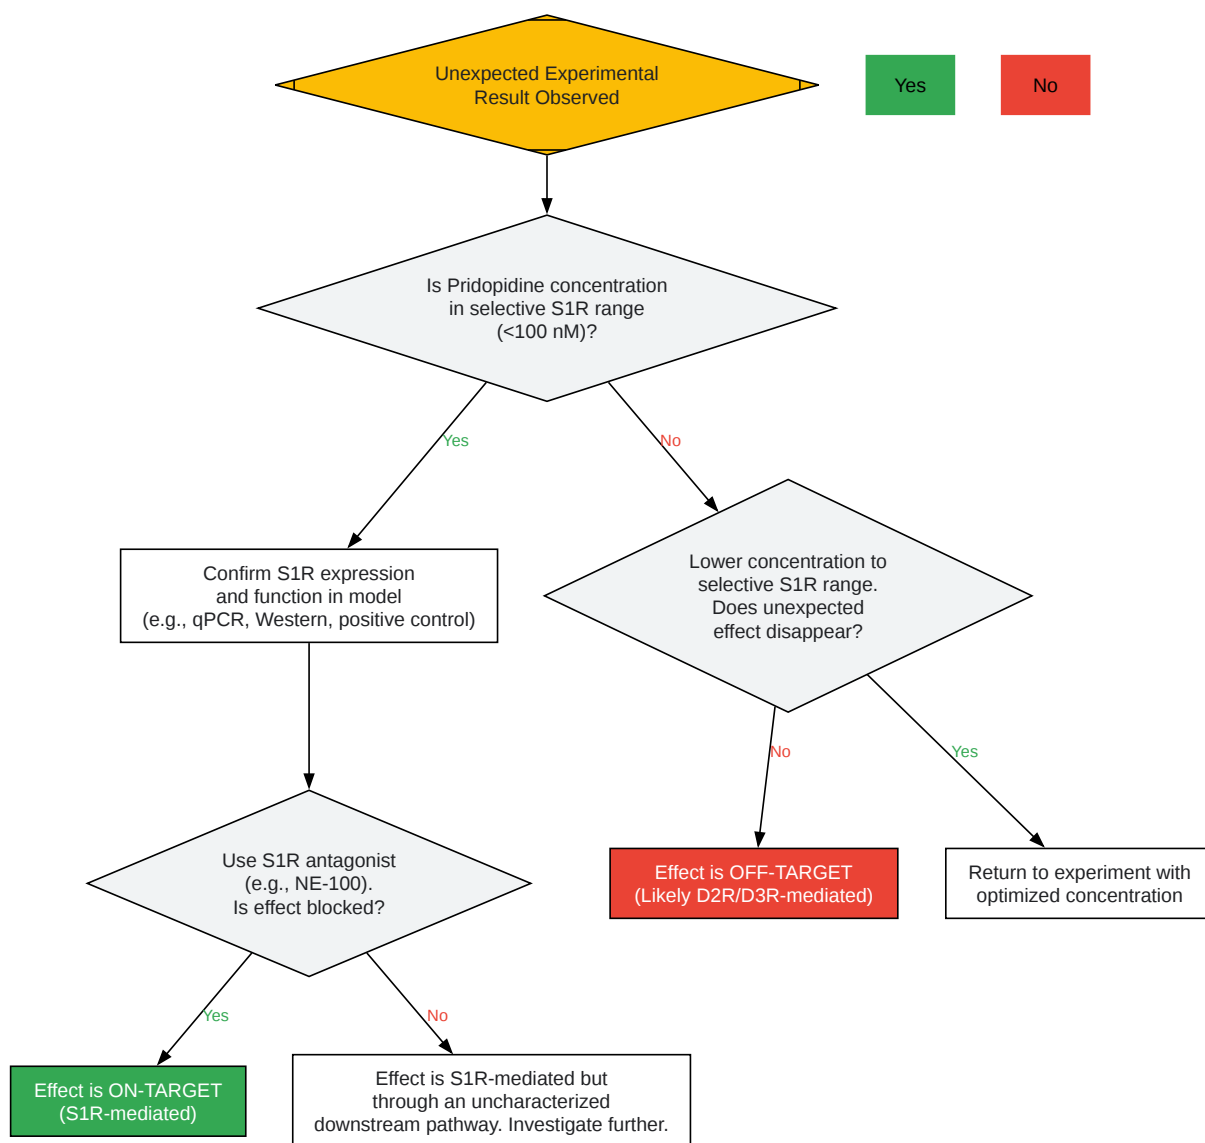 Unexpected Experimental
Result Observed
Yes
No
Is Pridopidine concentration
in selective S1R range
(<100 nM)?
Yes
No
Confirm S1R expression
and function in model
(e.g., qPCR, Western, positive control)
Lower concentration to
selective S1R range.
Does unexpected
effect disappear?
No
Yes
Use S1R antagonist
(e.g., NE-100).
Is effect blocked?
Effect is OFF-TARGET
(Likely D2R/D3R-mediated)
Return to experiment with
optimized concentration
Yes
No
Effect is ON-TARGET
(S1R-mediated)
Effect is S1R-mediated but
through an uncharacterized
downstream pathway. Investigate further.